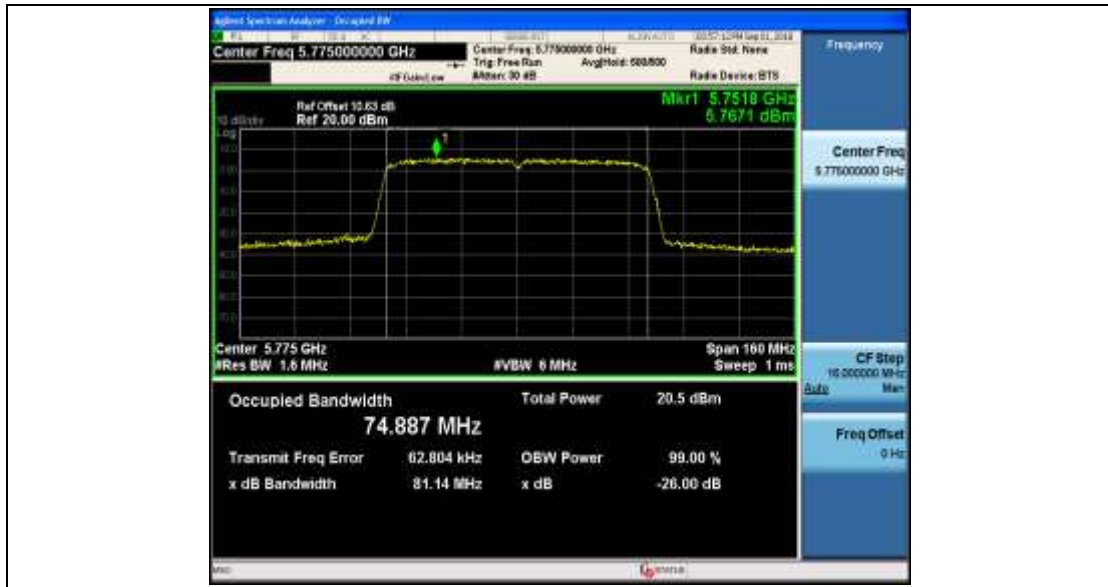 Agilent Spectrum Analyzer - Occupied BW
Center Freq 5.775000000 GHz
Center Freq: 5.775000000 GHz
Radio Std: None
Trig: Free Run
Avg|Hold: 500/500
#IFGain:Low
#Atten: 30 dB
Radio Device: BTS
Frequency
Ref Offset 10.63 dB
Ref 20.00 dBm
10 dB/div
Log
Mkr1 5.7518 GHz
5.7671 dBm
1
Center Freq
5.775000000 GHz
Center 5.775 GHz
Span 160 MHz
#Res BW 1.6 MHz
#VBW 6 MHz
Sweep 1 ms
CF Step
16.000000 MHz
Auto Man
Occupied Bandwidth
74.887 MHz
Total Power 20.5 dBm
Transmit Freq Error 62.804 kHz
OBW Power 99.00 %
x dB Bandwidth 81.14 MHz
x dB -26.00 dB
Freq Offset
0 Hz
MSG
STATUS